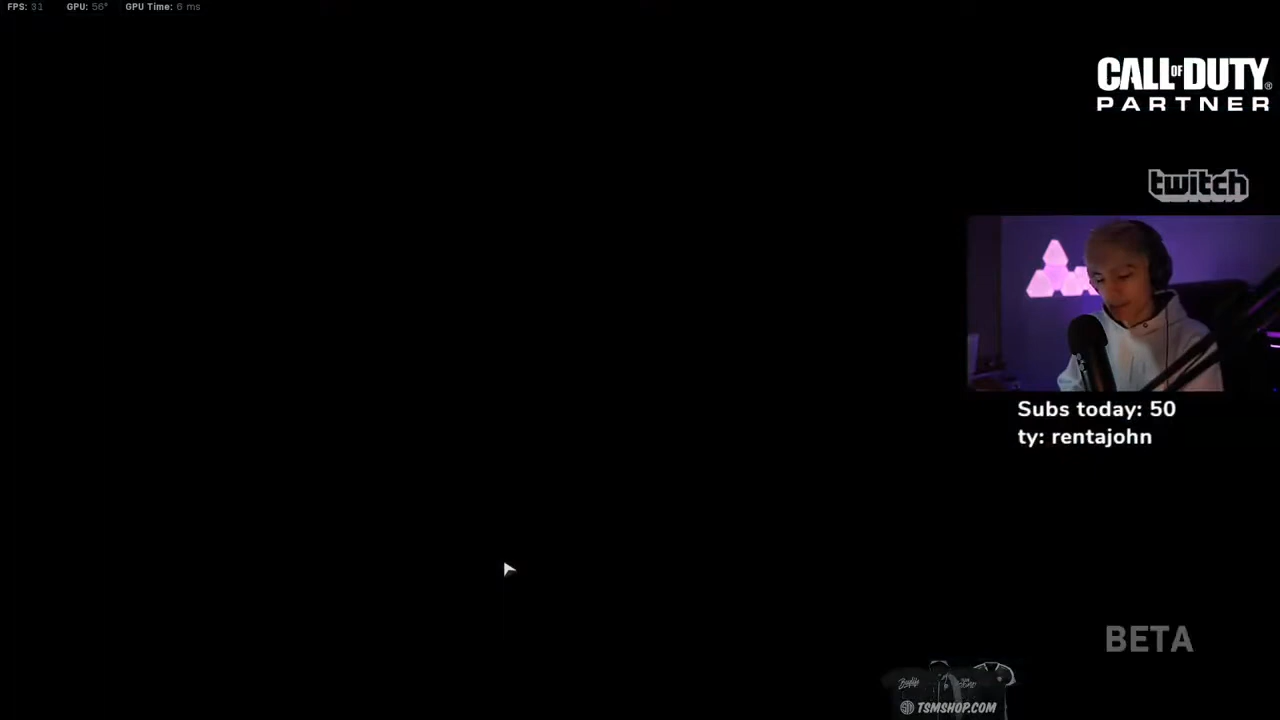 FPS: 31 GPU: 56° GPU Time: 6 ms
CALL OF DUTY®
PARTNER
twitch
Subs today: 50
ty: rentajohn
BETA
TSMSHOP.COM